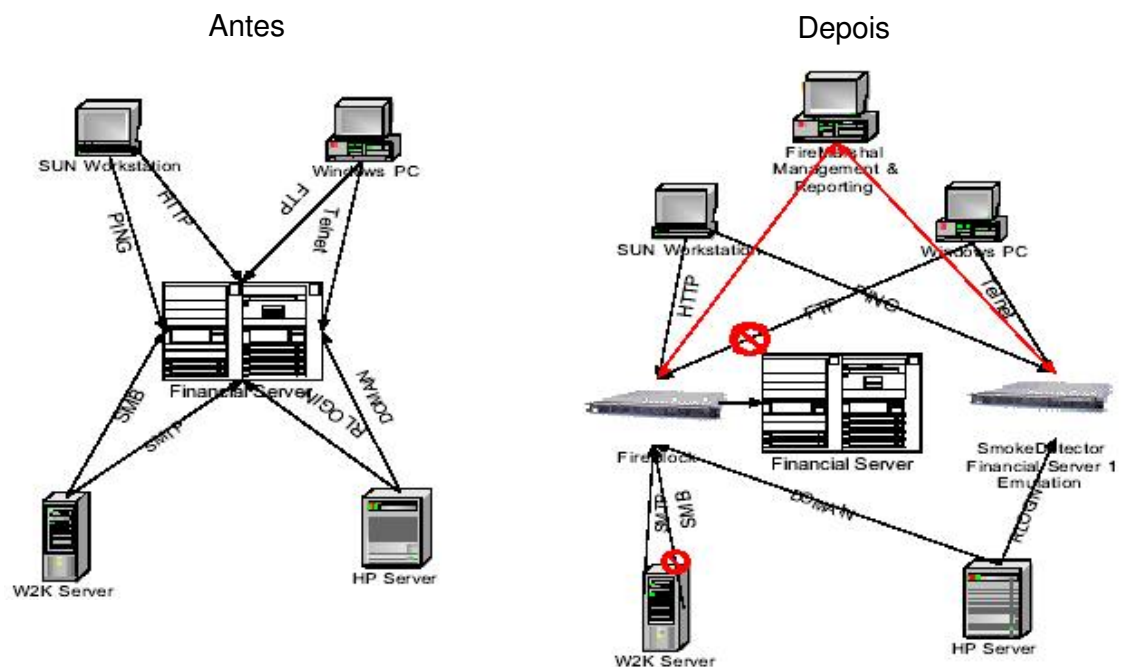 Antes
SUN Workstation
Windows PC
PING
HTTP
FTP
Telnet
Financial Server
SMB
SMTP
RLOGIN
DOMAIN
W2K Server
HP Server
Depois
FireMarshal
Management &
Reporting
SUN Workstation
Windows PC
HTTP
FTP
PING
Telnet
FireBlock
Financial Server
SmokeDetector
Financial Server 1
Emulation
SMTP
SMB
DOMAIN
RLOGIN
W2K Server
HP Server